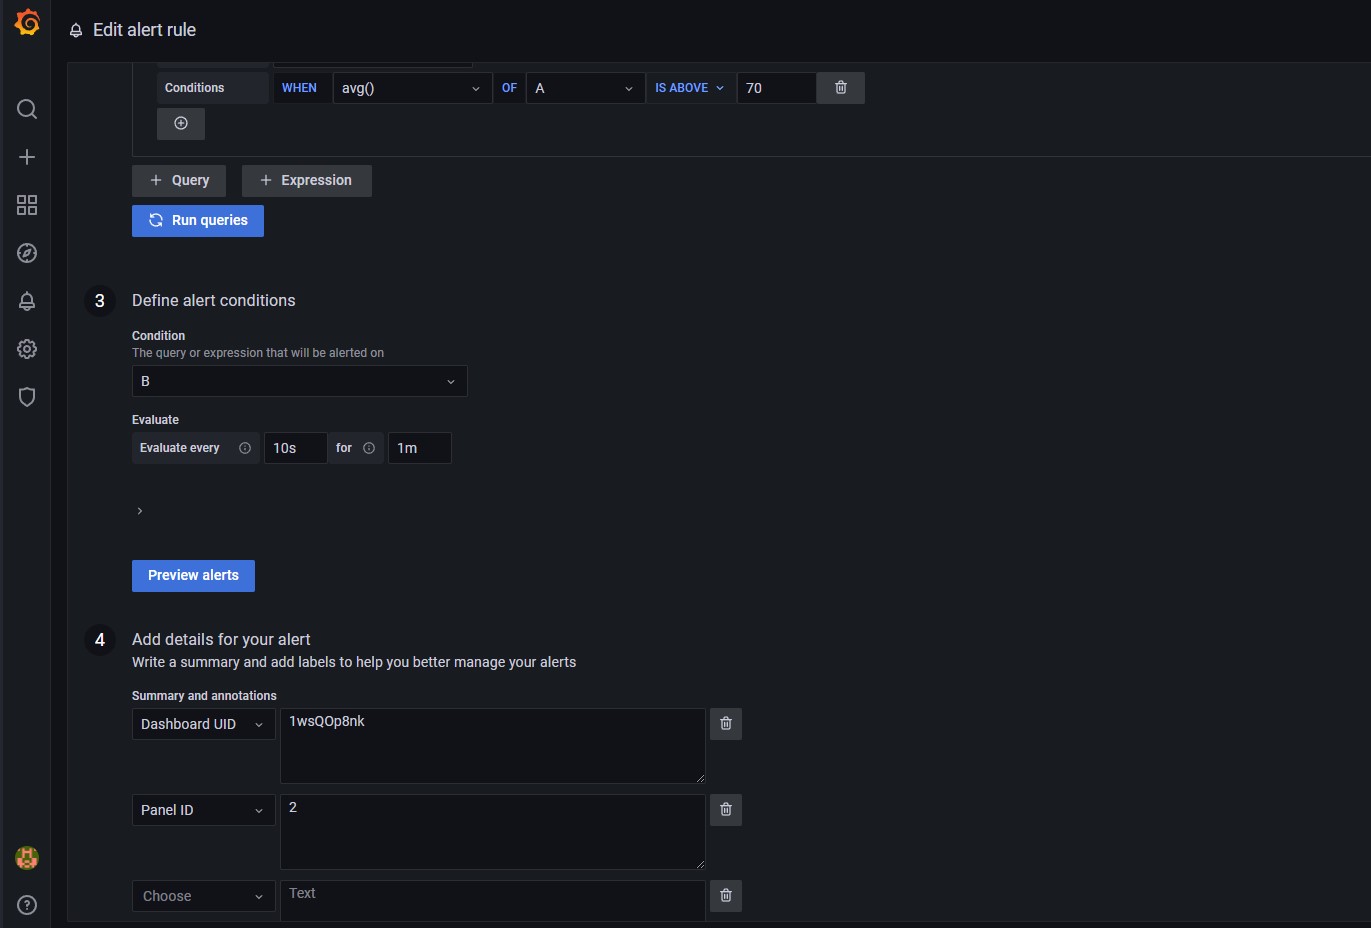 Edit alert rule
Conditions WHEN avg() OF A IS ABOVE 70
Query Expression
Run queries
3 Define alert conditions
Condition
The query or expression that will be alerted on
B
Evaluate
Evaluate every 10s for 1m
Preview alerts
4 Add details for your alert
Write a summary and add labels to help you better manage your alerts
Summary and annotations
Dashboard UID 1wsQOp8nk
Panel ID 2
Choose Text